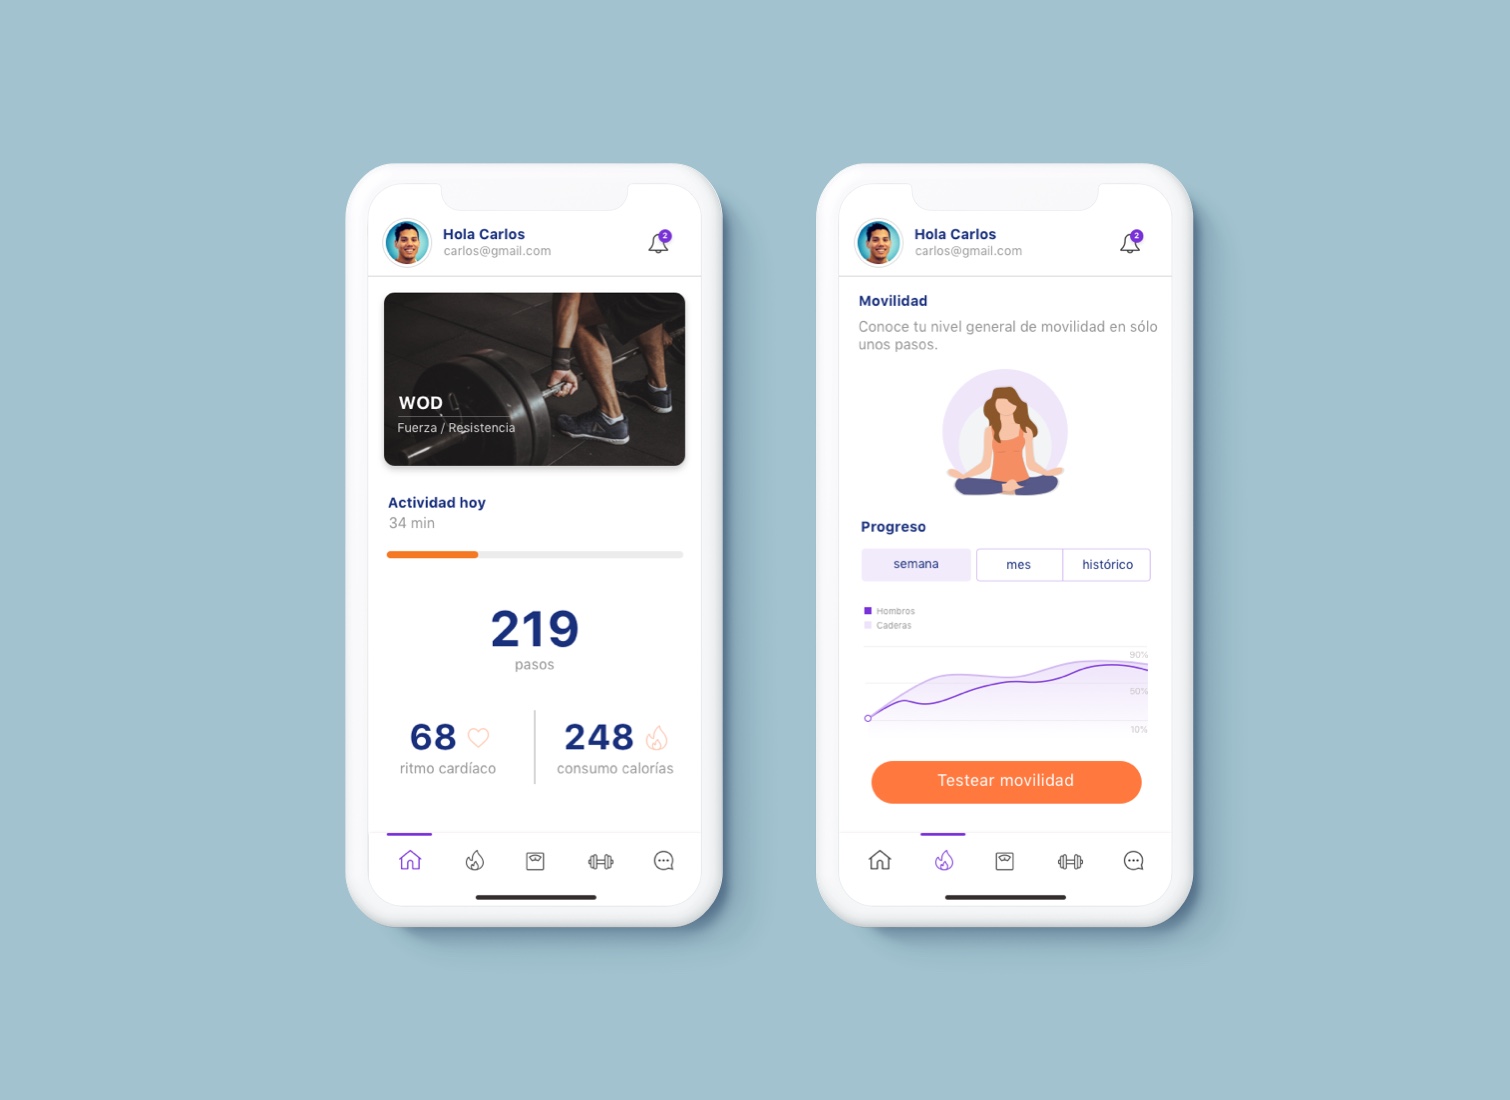 Hola Carlos
carlos@gmail.com
2
WOD
Fuerza / Resistencia
Actividad hoy
34 min
219
pasos
68
ritmo cardíaco
248
consumo calorías
Hola Carlos
carlos@gmail.com
2
Movilidad
Conoce tu nivel general de movilidad en sólo
unos pasos.
Progreso
semana mes histórico
Hombros
Caderas
90%
50%
10%
Testear movilidad